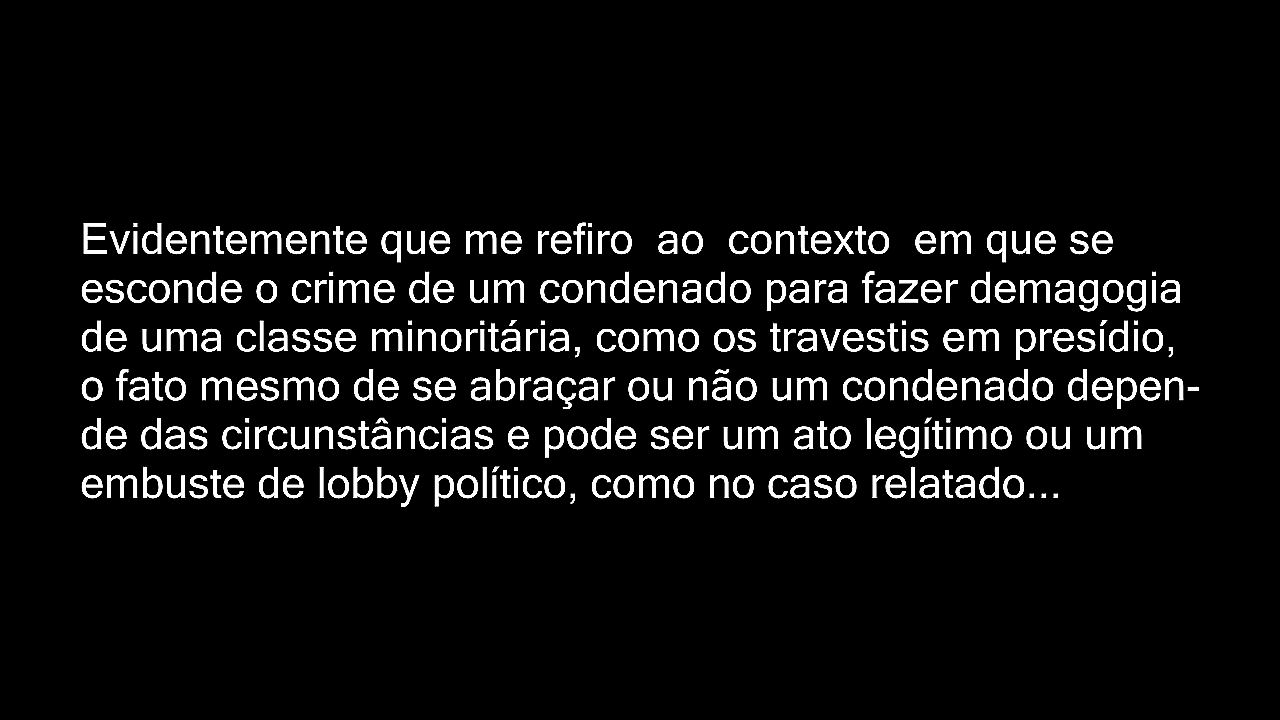 Evidentemente que me refiro  ao  contexto  em que se
esconde o crime de um condenado para fazer demagogia
de uma classe minoritária, como os travestis em presídio,
o fato mesmo de se abraçar ou não um condenado depen-
de das circunstâncias e pode ser um ato legítimo ou um
embuste de lobby político, como no caso relatado...